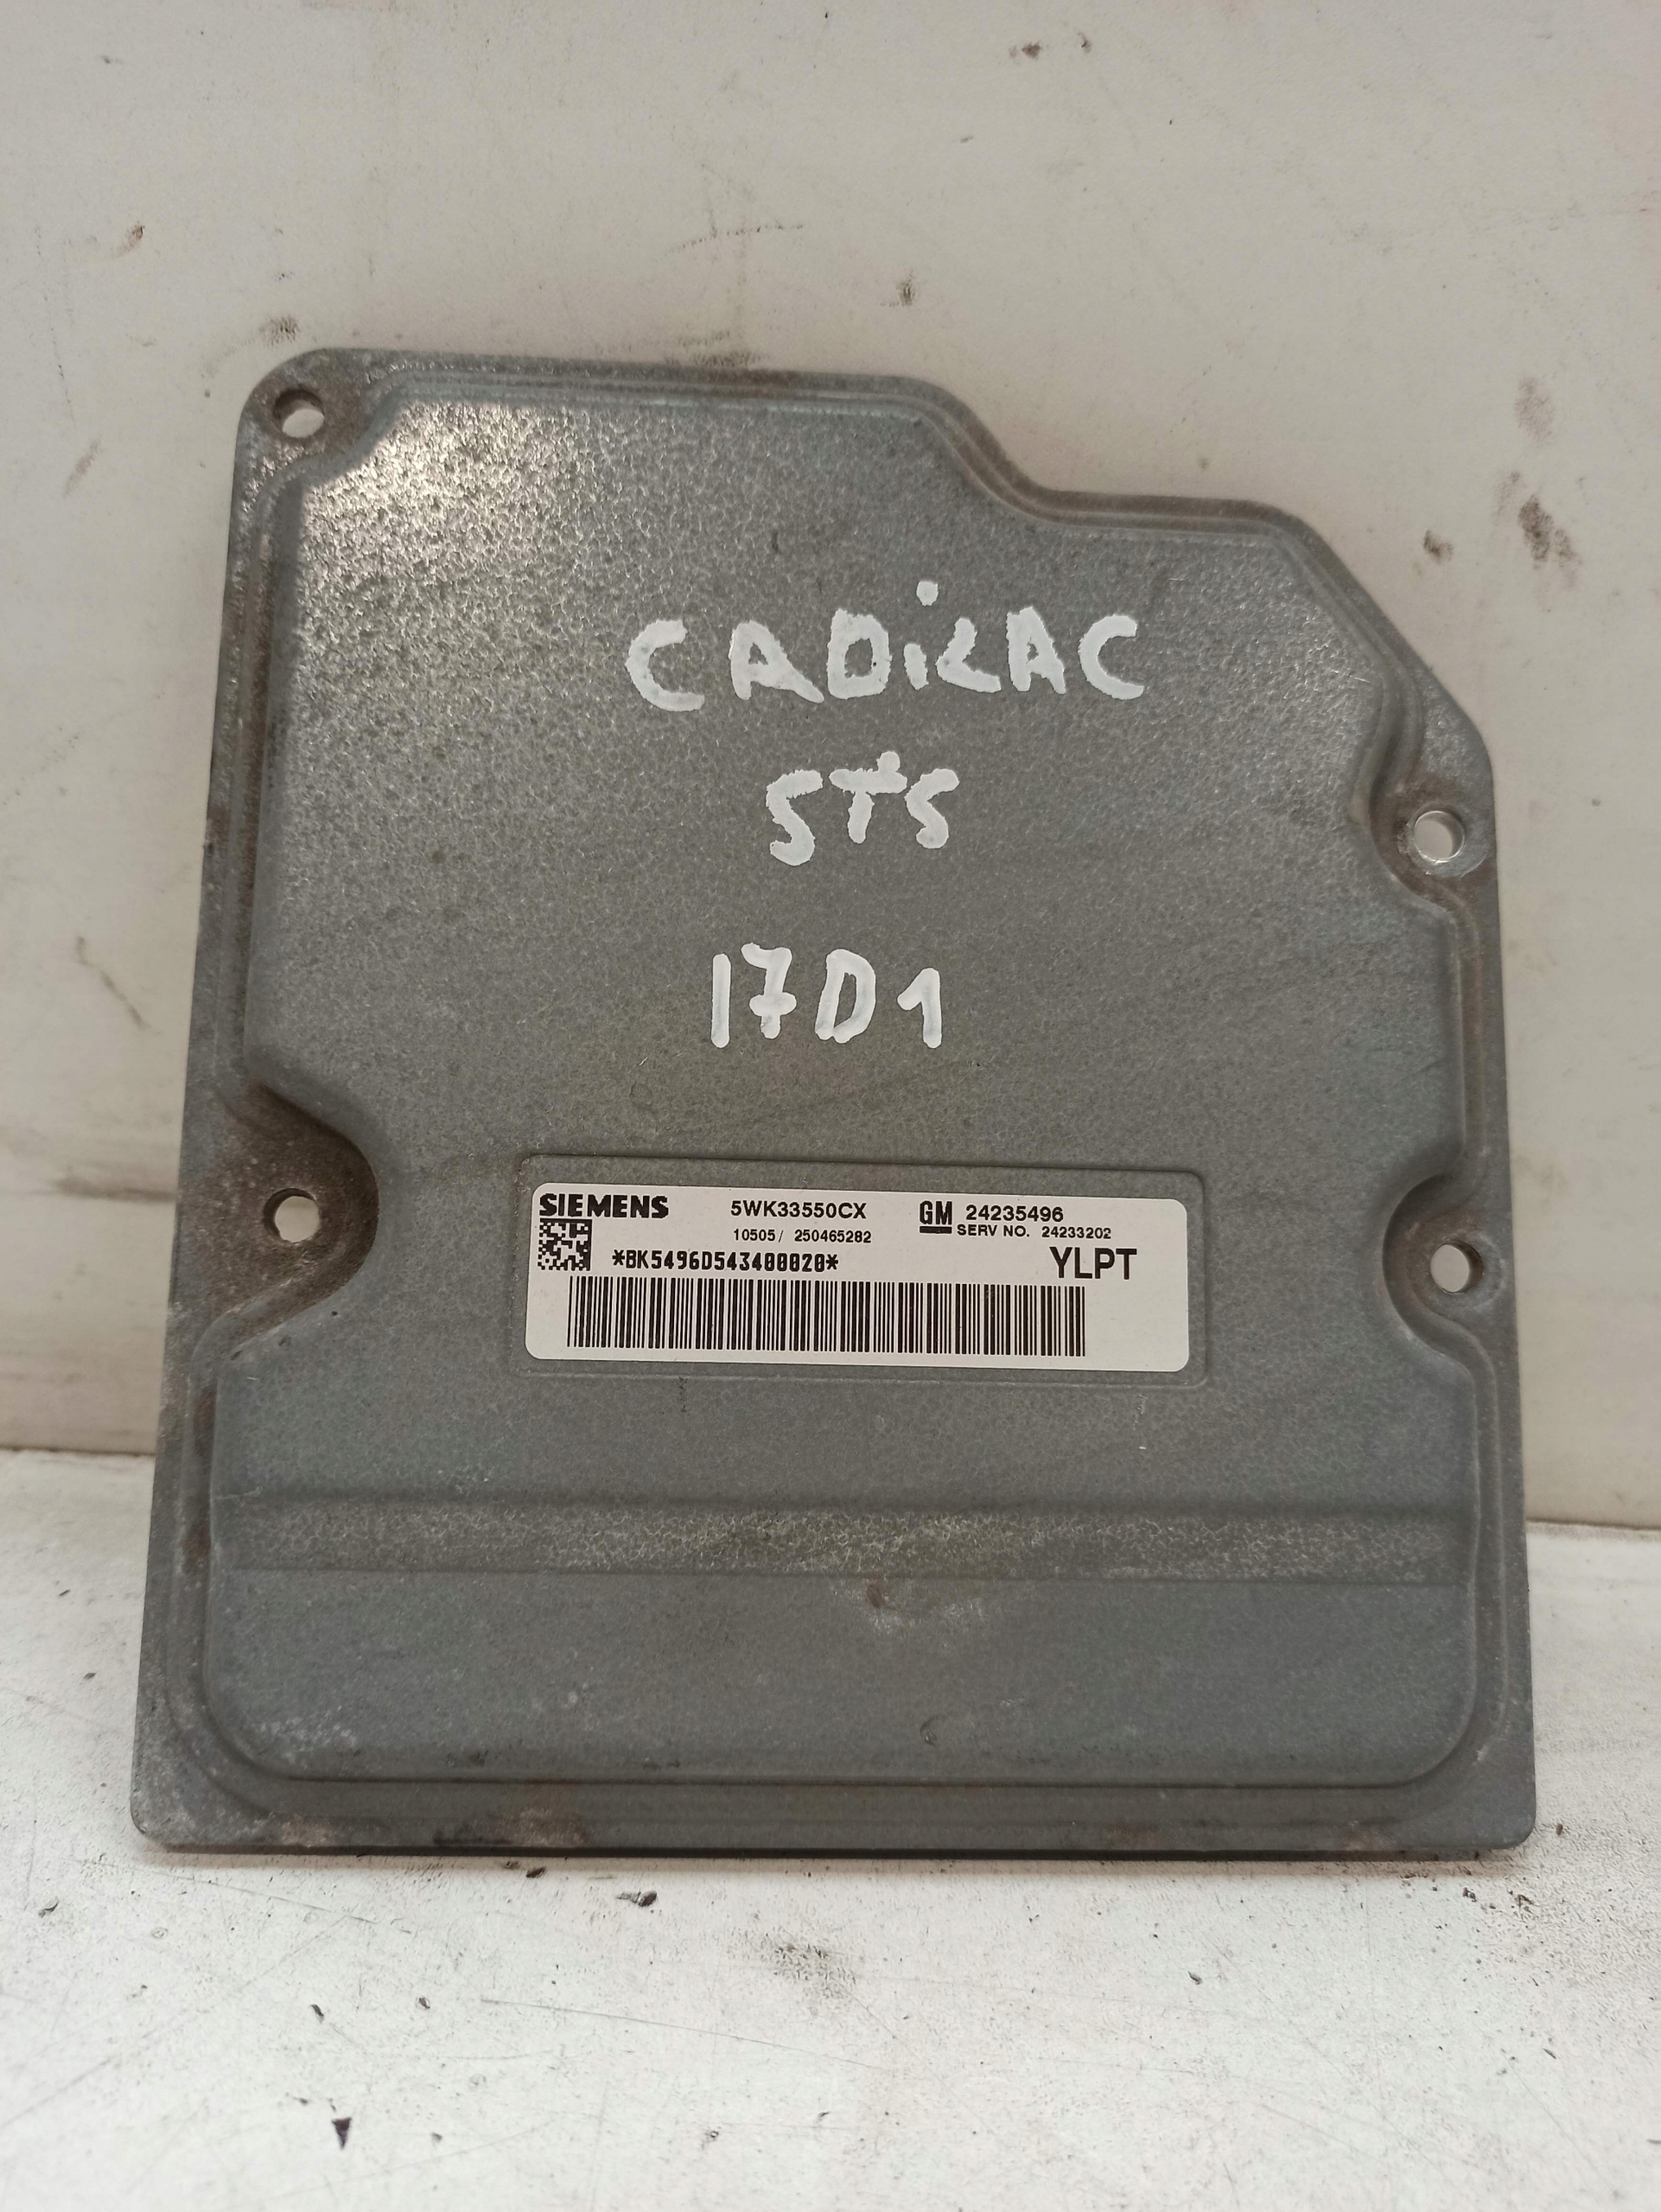 CADiLAC
STS
17D1
SIEMENS 5WK33550CX GM 24235496
SERV NO. 24233202
10505/ 250465282
*BK5496D543400020* YLPT